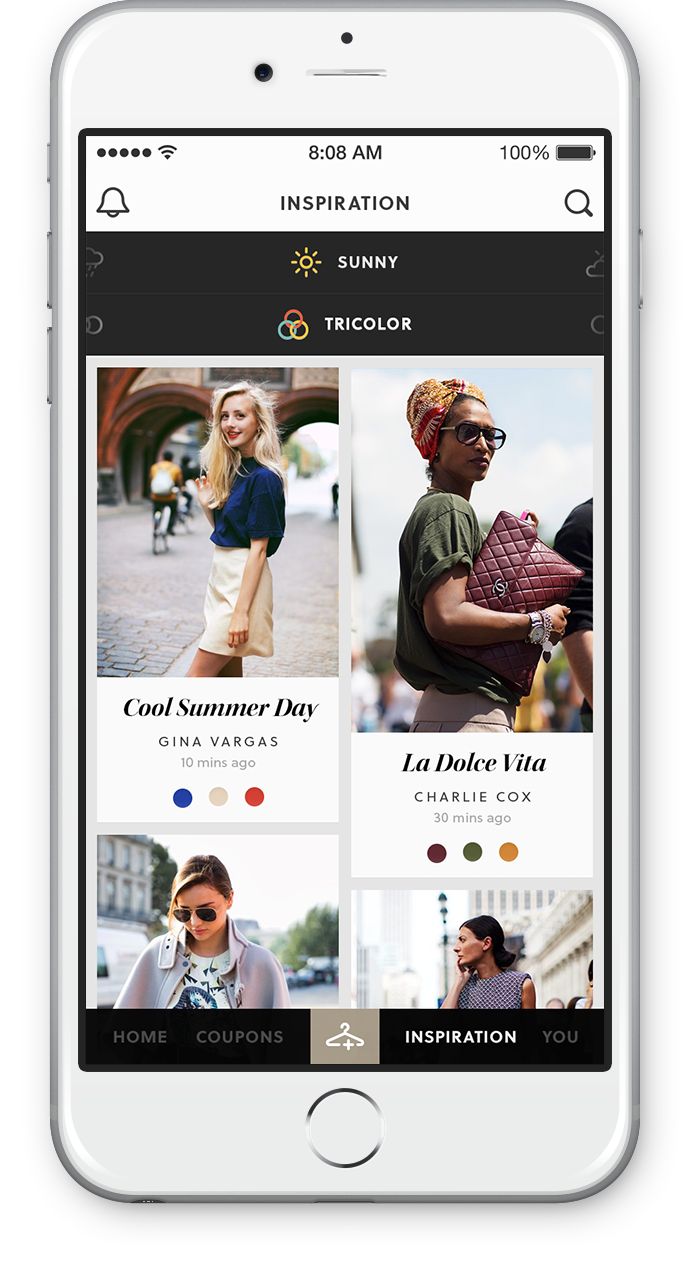 8:08 AM
100%
INSPIRATION
SUNNY
TRICOLOR
Cool Summer Day
GINA VARGAS
10 mins ago
La Dolce Vita
CHARLIE COX
30 mins ago
HOME
COUPONS
INSPIRATION
YOU